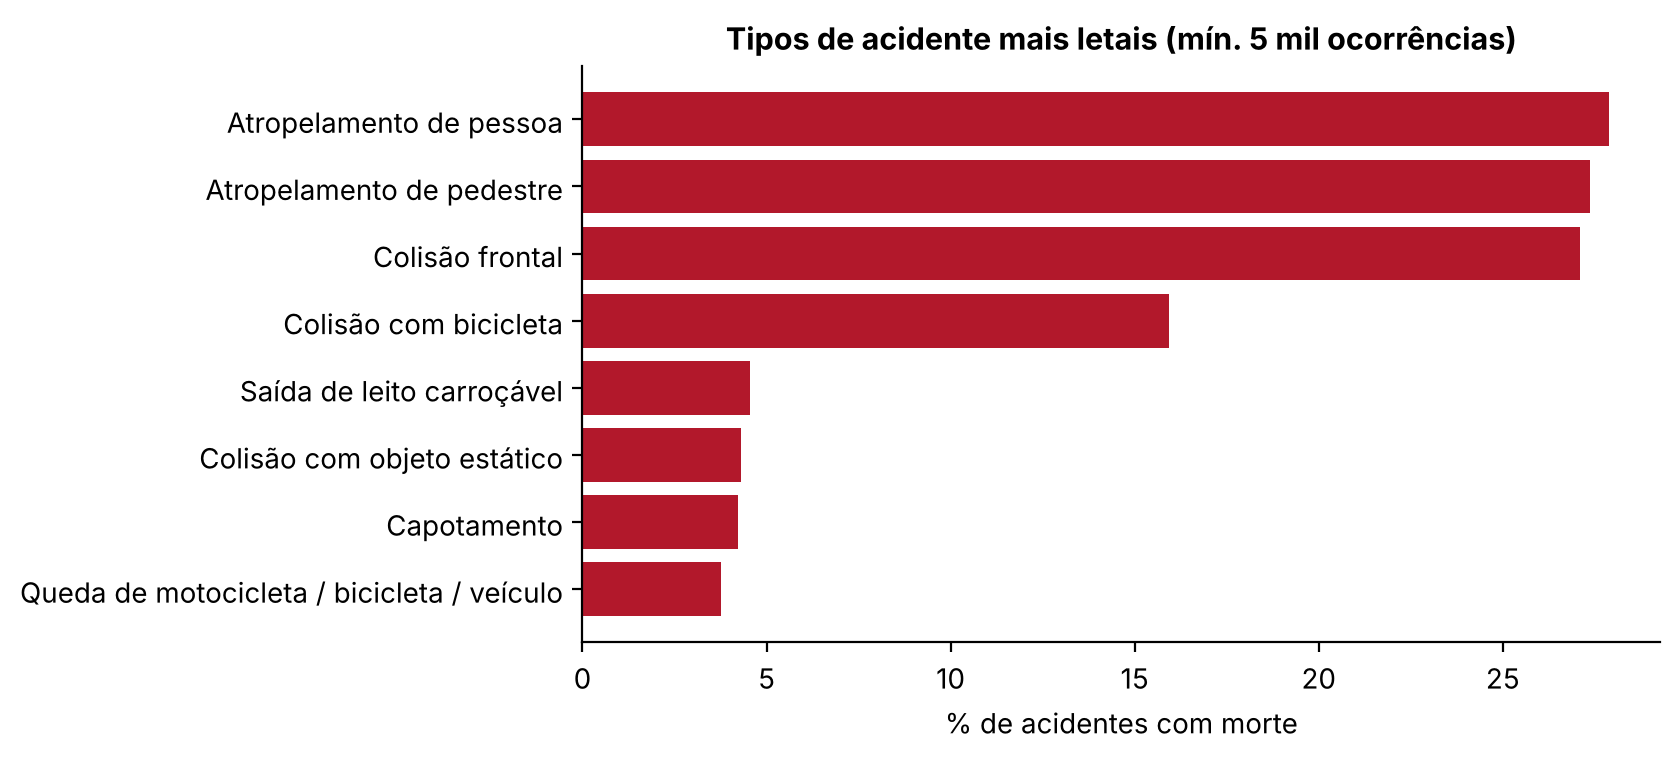 Tipos de acidente mais letais (mín. 5 mil ocorrências)
Atropelamento de pessoa
Atropelamento de pedestre
Colisão frontal
Colisão com bicicleta
Saída de leito carroçável
Colisão com objeto estático
Capotamento
Queda de motocicleta / bicicleta / veículo
0 5 10 15 20 25
% de acidentes com morte